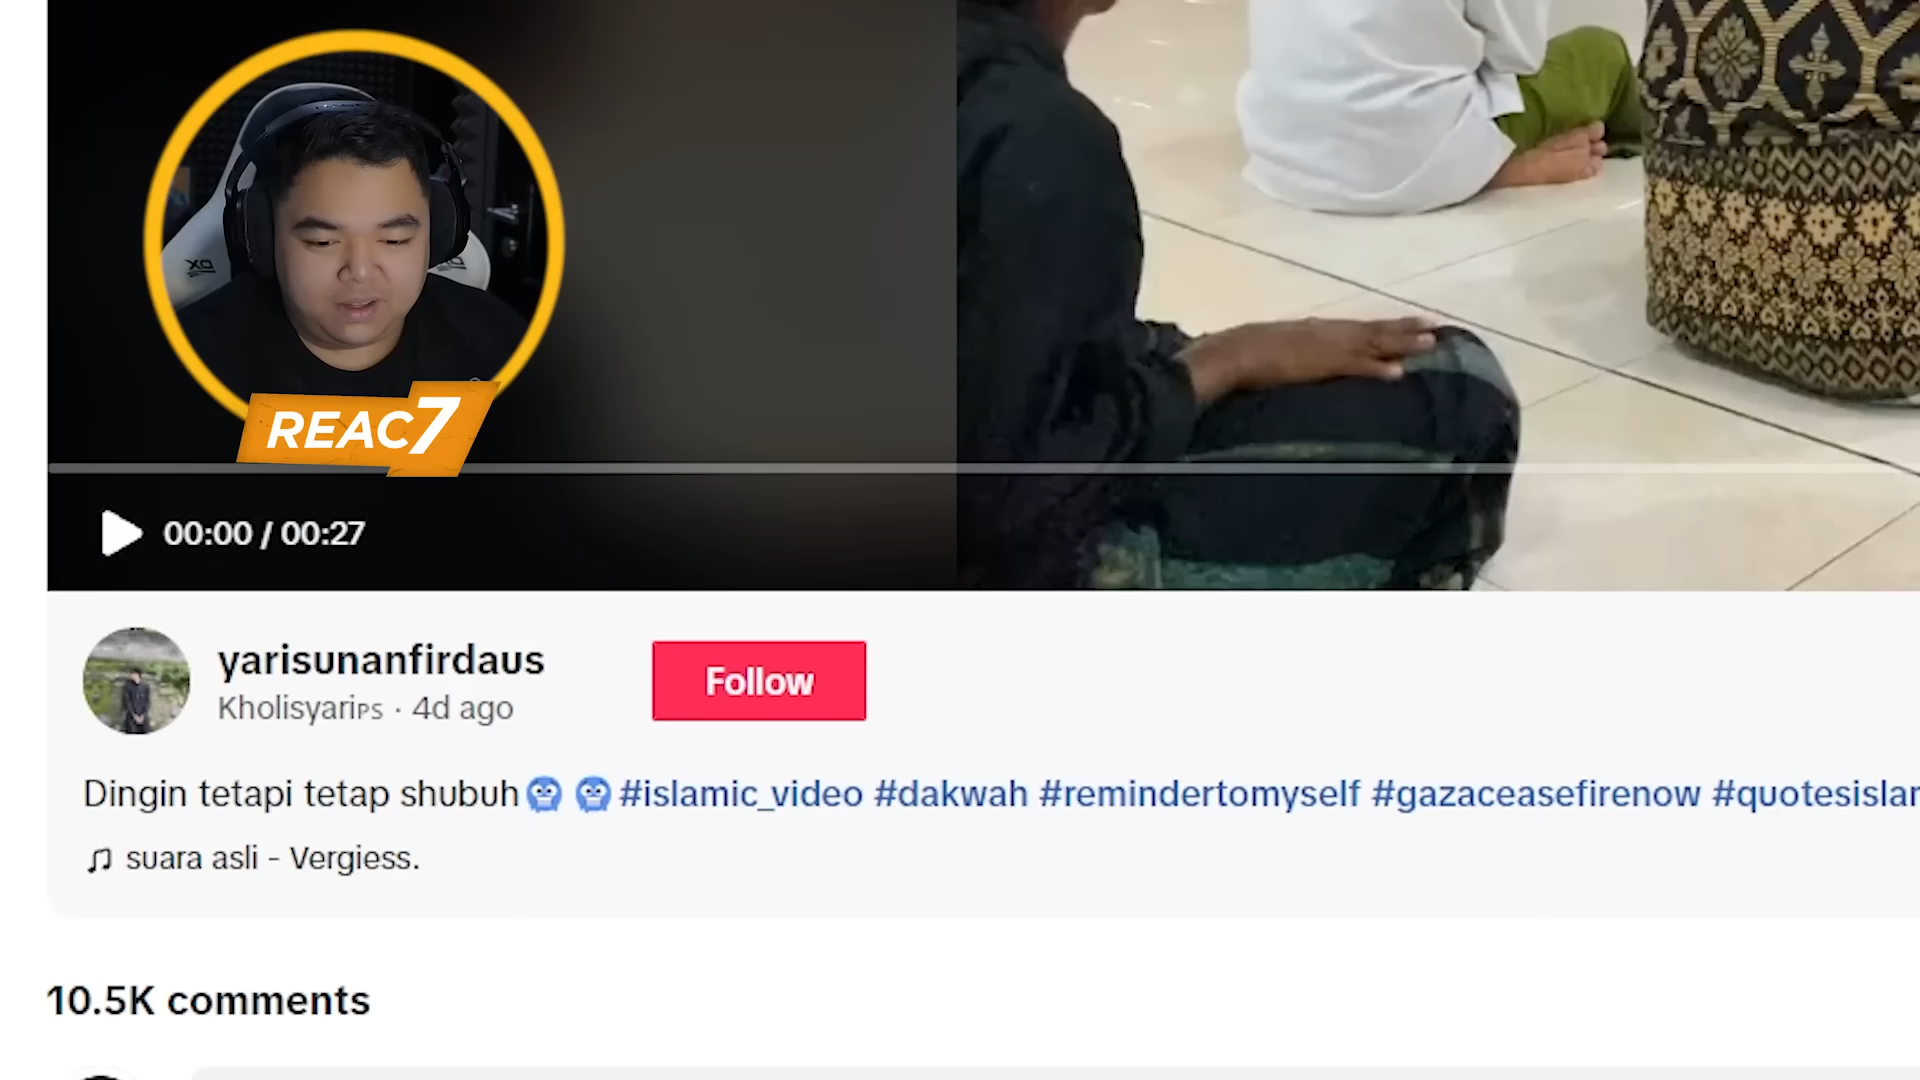 REAC7
00:00 / 00:27
yarisunanfirdaus
KholisyariPS · 4d ago
Follow
Dingin tetapi tetap shubuh🥶 🥶 #islamic_video #dakwah #remindertomyself #gazaceasefirenow #quotesislam
♫ suara asli - Vergiess.
10.5K comments